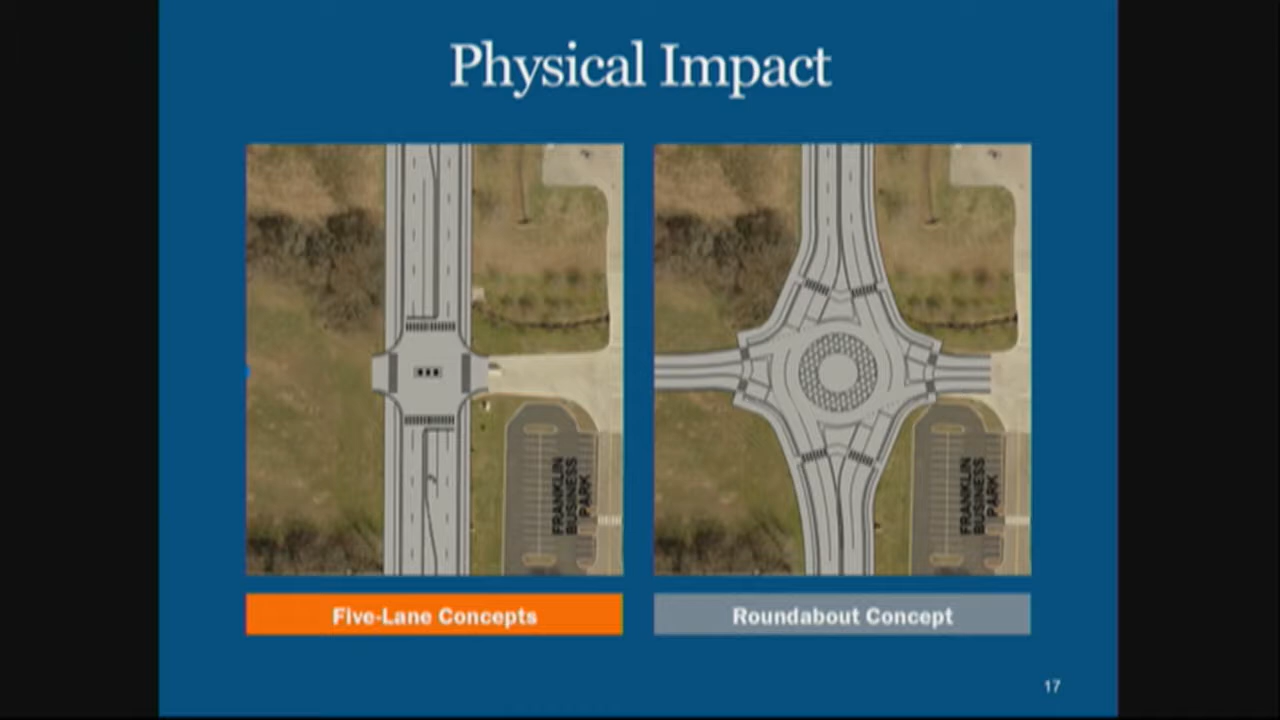 Physical Impact
FRANKLIN
BUSINESS
PARK
FRANKLIN
BUSINESS
PARK
Five-Lane Concepts
Roundabout Concept
17